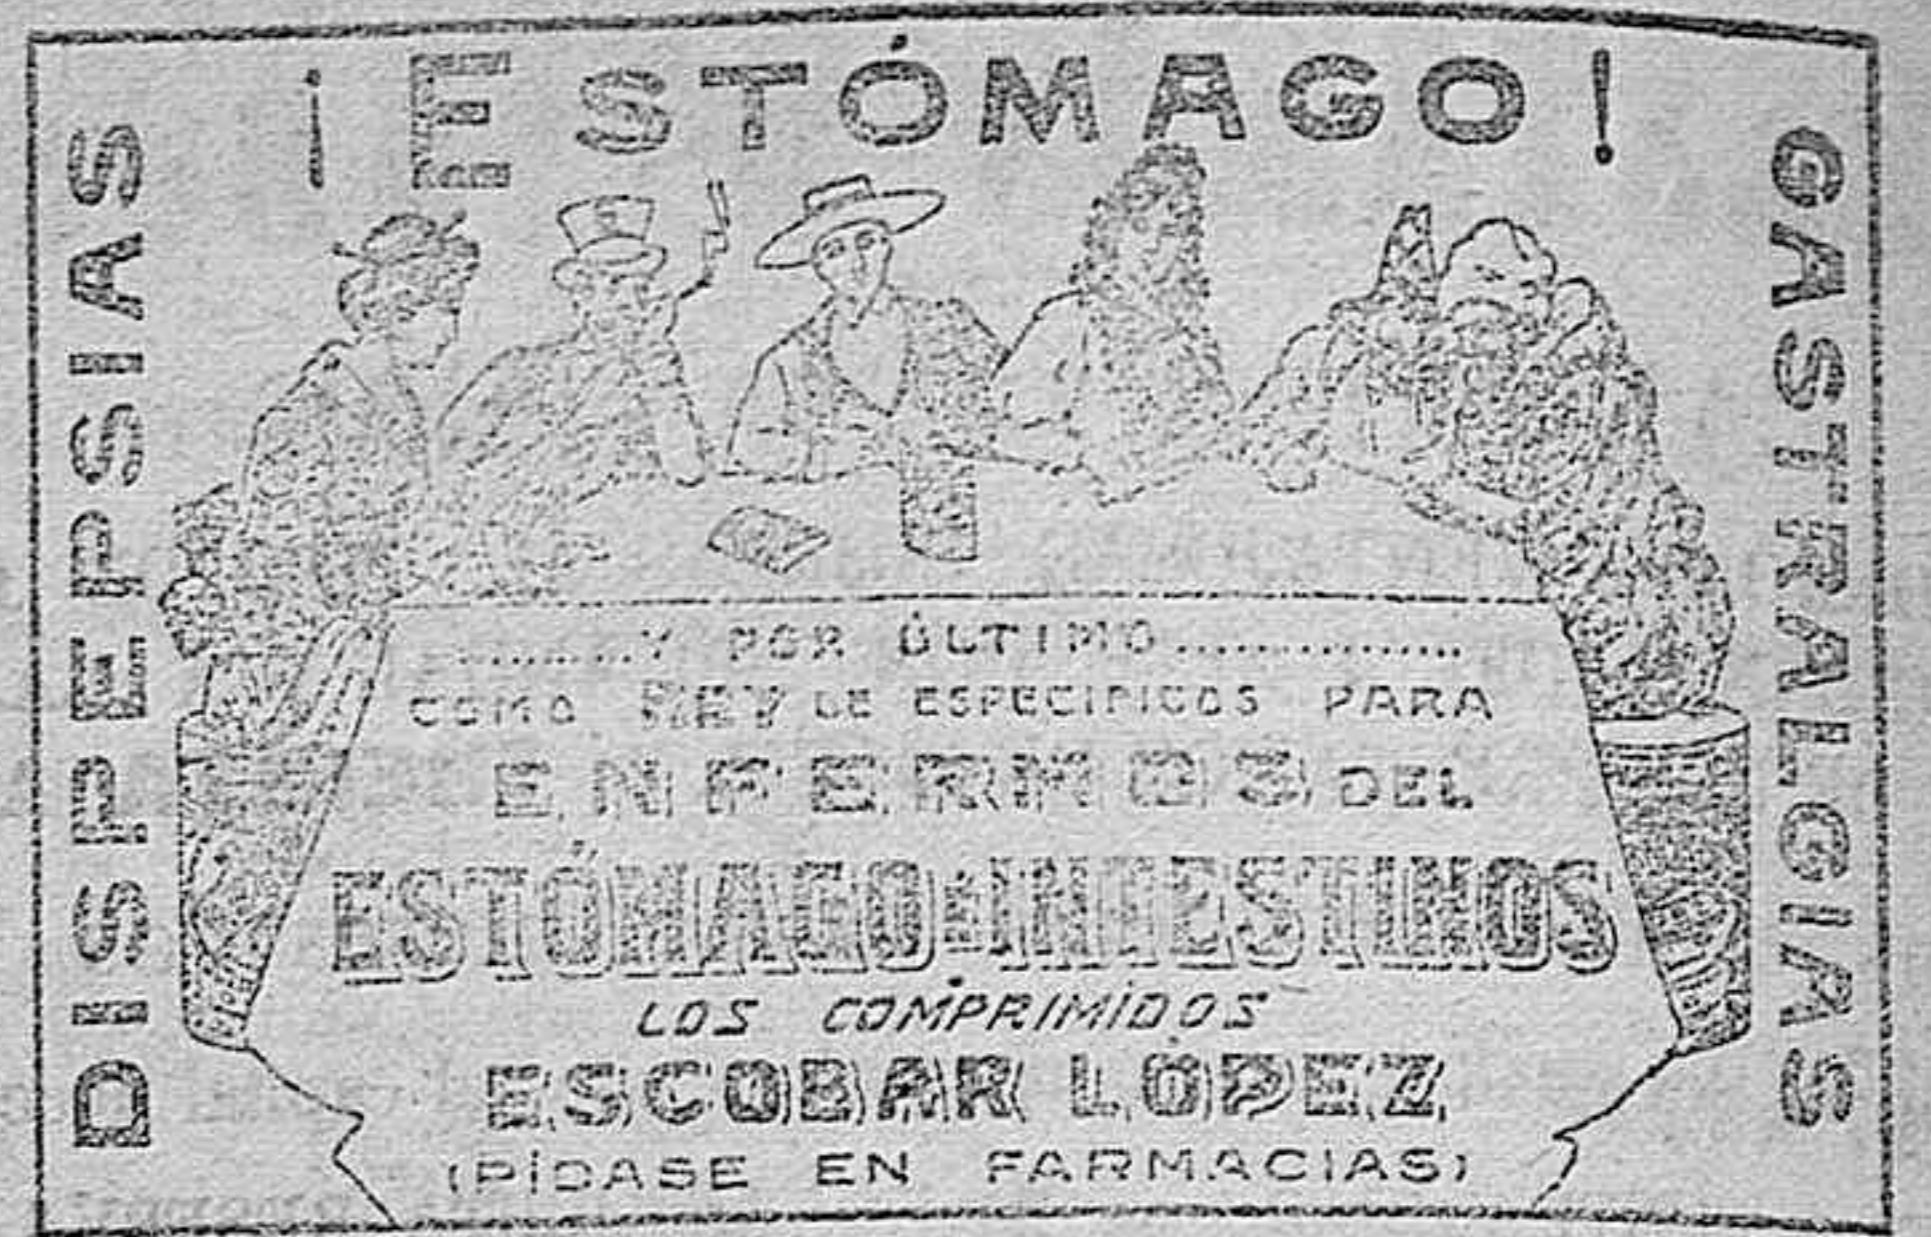 ¡ESTÓMAGO!
DISPEPSIAS
GASTRALGIAS
...........Y POR ÚLTIMO................
COMO REY DE ESPECIFICOS PARA
ENFERMOS DEL
ESTÓMAGO É INTESTINOS
LOS COMPRIMIDOS
ESCOBAR LÓPEZ
(PÍDASE EN FARMACIAS)